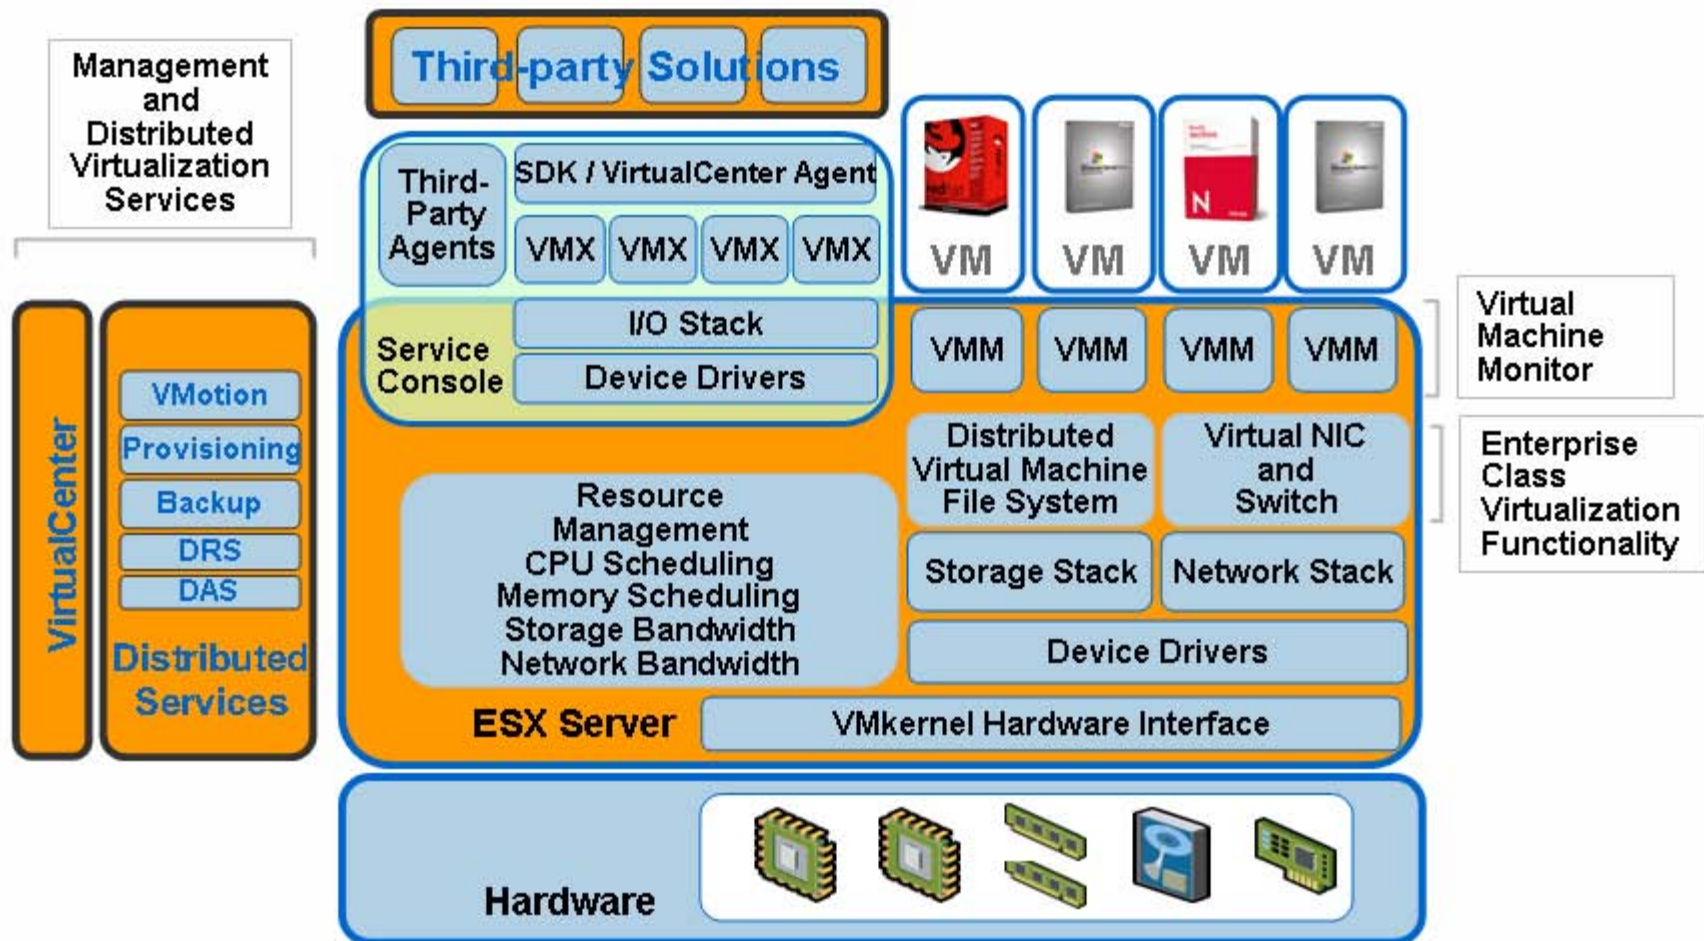 Management
and
Distributed
Virtualization
Services
Third-party Solutions
Third-
Party
Agents
SDK / VirtualCenter Agent
VMX
VMX
VMX
VMX
I/O Stack
Device Drivers
Service
Console
redhat
N
VM
VM
VM
VM
VMM
VMM
VMM
VMM
Virtual
Machine
Monitor
VirtualCenter
VMotion
Provisioning
Backup
DRS
DAS
Distributed
Services
Resource
Management
CPU Scheduling
Memory Scheduling
Storage Bandwidth
Network Bandwidth
Distributed
Virtual Machine
File System
Virtual NIC
and
Switch
Enterprise
Class
Virtualization
Functionality
Storage Stack
Network Stack
Device Drivers
ESX Server
VMkernel Hardware Interface
Hardware